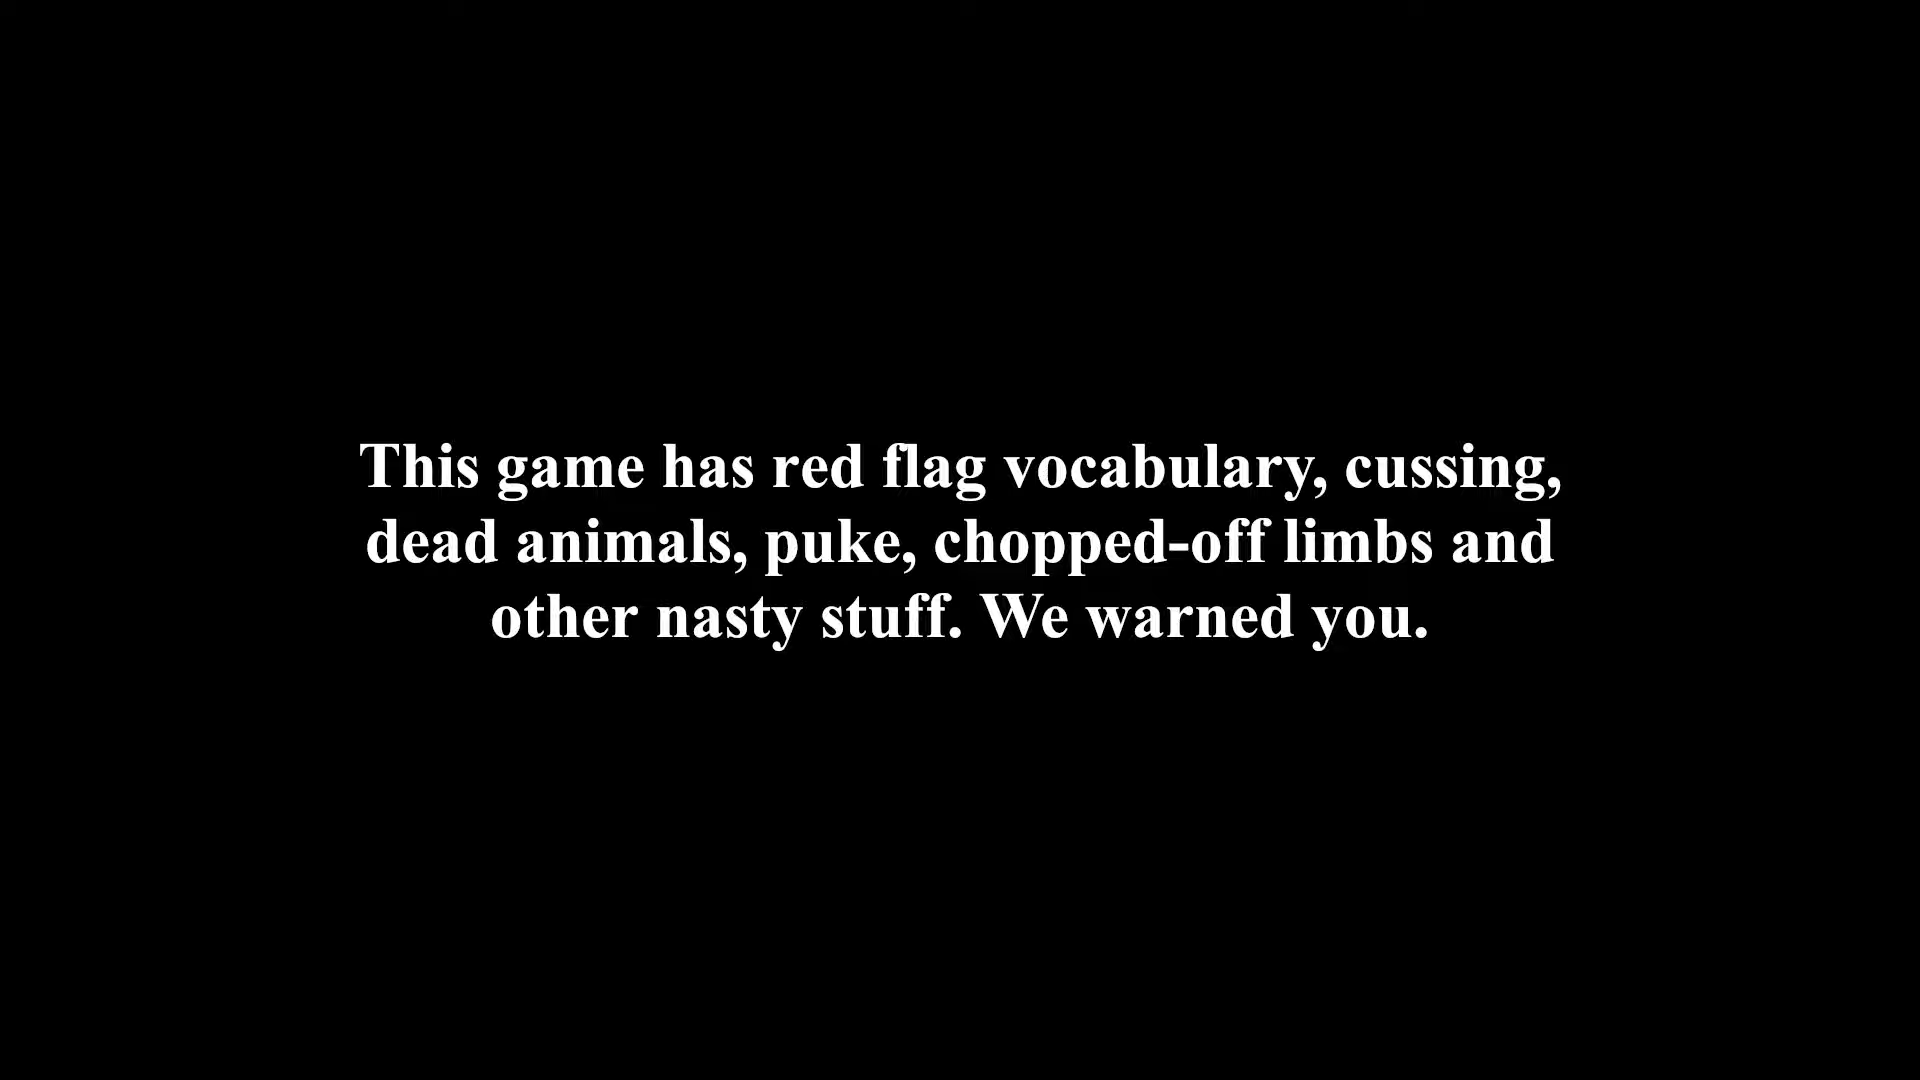 This game has red flag vocabulary, cussing,
dead animals, puke, chopped-off limbs and
other nasty stuff. We warned you.